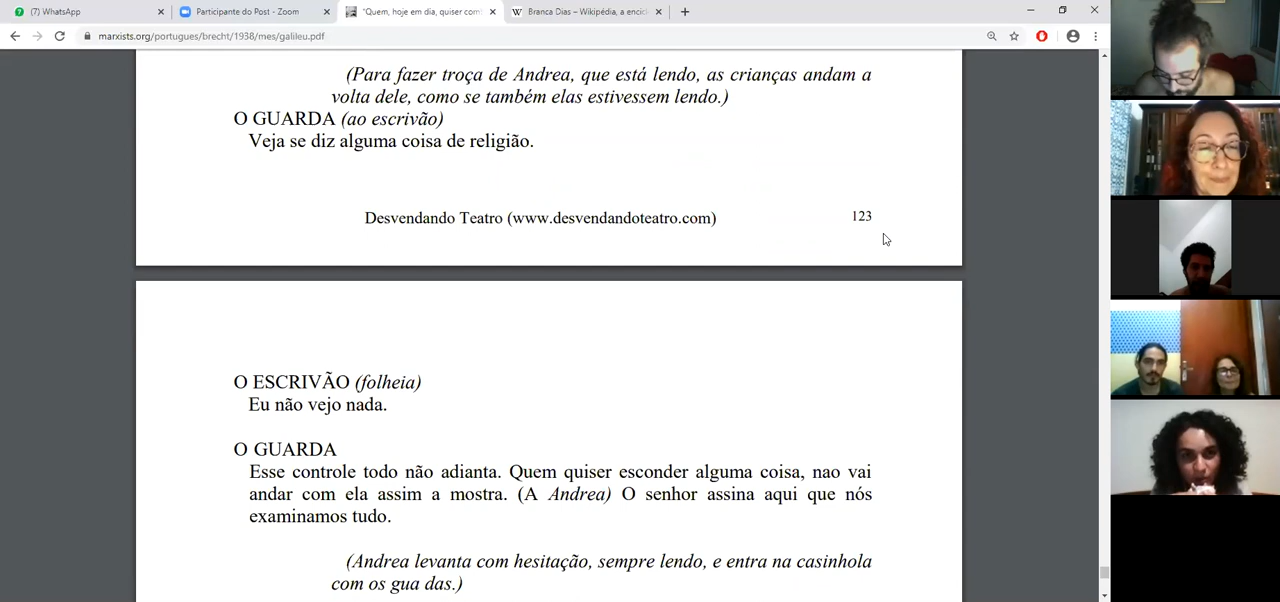 (7) WhatsApp
Participante do Post - Zoom
"Quem, hoje em dia, quiser com
Branca Dias – Wikipédia, a encicl
marxists.org/portugues/brecht/1938/mes/galileu.pdf
(Para fazer troça de Andrea, que está lendo, as crianças andam a
volta dele, como se também elas estivessem lendo.)
O GUARDA (ao escrivão)
Veja se diz alguma coisa de religião.
Desvendando Teatro (www.desvendandoteatro.com)
123
O ESCRIVÃO (folheia)
Eu não vejo nada.
O GUARDA
Esse controle todo não adianta. Quem quiser esconder alguma coisa, nao vai
andar com ela assim a mostra. (A Andrea) O senhor assina aqui que nós
examinamos tudo.
(Andrea levanta com hesitação, sempre lendo, e entra na casinhola
com os gua das.)